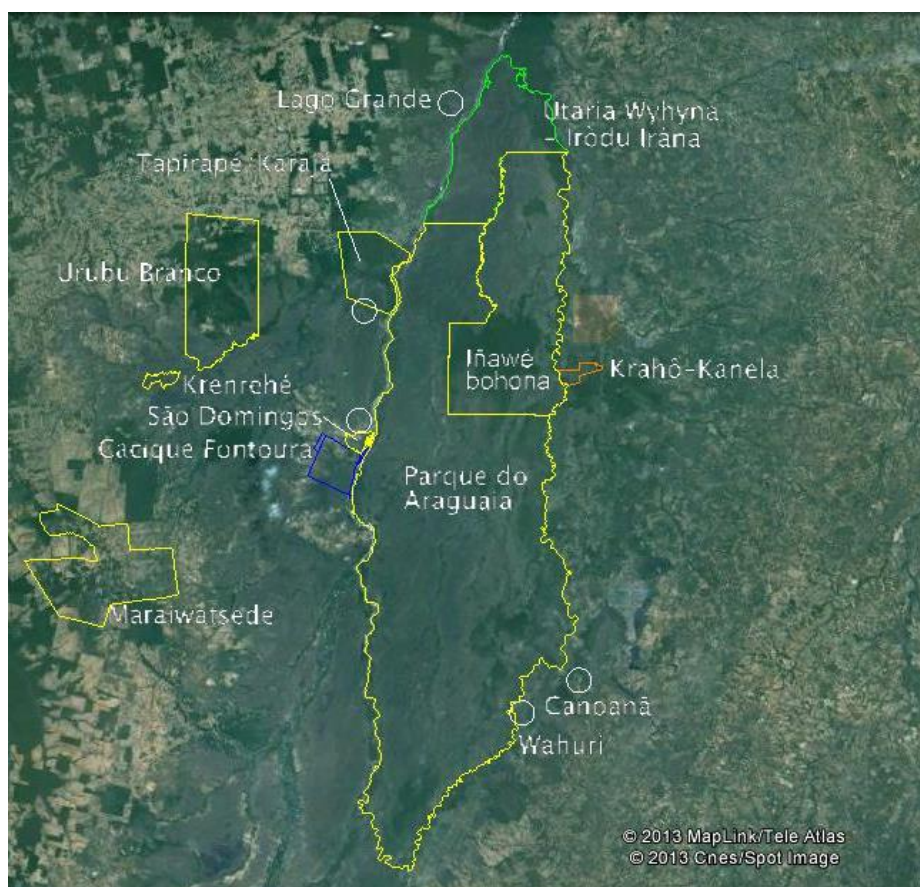 Lago Grande
Utaria Wyhyna
- Iròdu Irána
Tapirapé/Karajá
Urubu Branco
Iñawé
bohona
Krahô-Kanela
Krenrehé
São Domingos
Cacique Fontoura
Parque do
Araguaia
Maraiwatsede
Canoanã
Wahuri
© 2013 MapLink/Tele Atlas
© 2013 Cnes/Spot Image